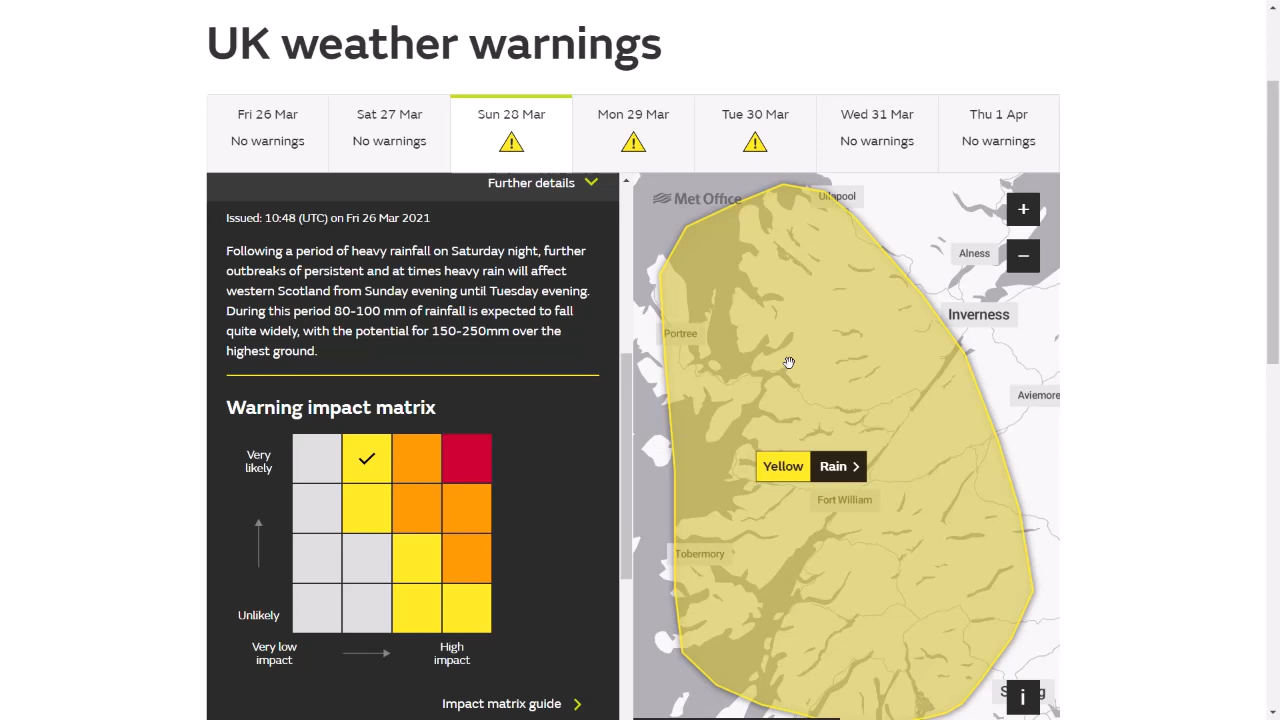 UK weather warnings
Fri 26 Mar
No warnings
Sat 27 Mar
No warnings
Sun 28 Mar
Mon 29 Mar
Tue 30 Mar
Wed 31 Mar
No warnings
Thu 1 Apr
No warnings
Further details
Issued: 10:48 (UTC) on Fri 26 Mar 2021
Following a period of heavy rainfall on Saturday night, further
outbreaks of persistent and at times heavy rain will affect
western Scotland from Sunday evening until Tuesday evening.
During this period 80-100 mm of rainfall is expected to fall
quite widely, with the potential for 150-250mm over the
highest ground.
Warning impact matrix
Very
likely
Unlikely
Very low
impact
High
impact
Impact matrix guide
Met Office
Ullapool
Alness
Inverness
Portree
Aviemore
Yellow Rain
Fort William
Tobermory
i